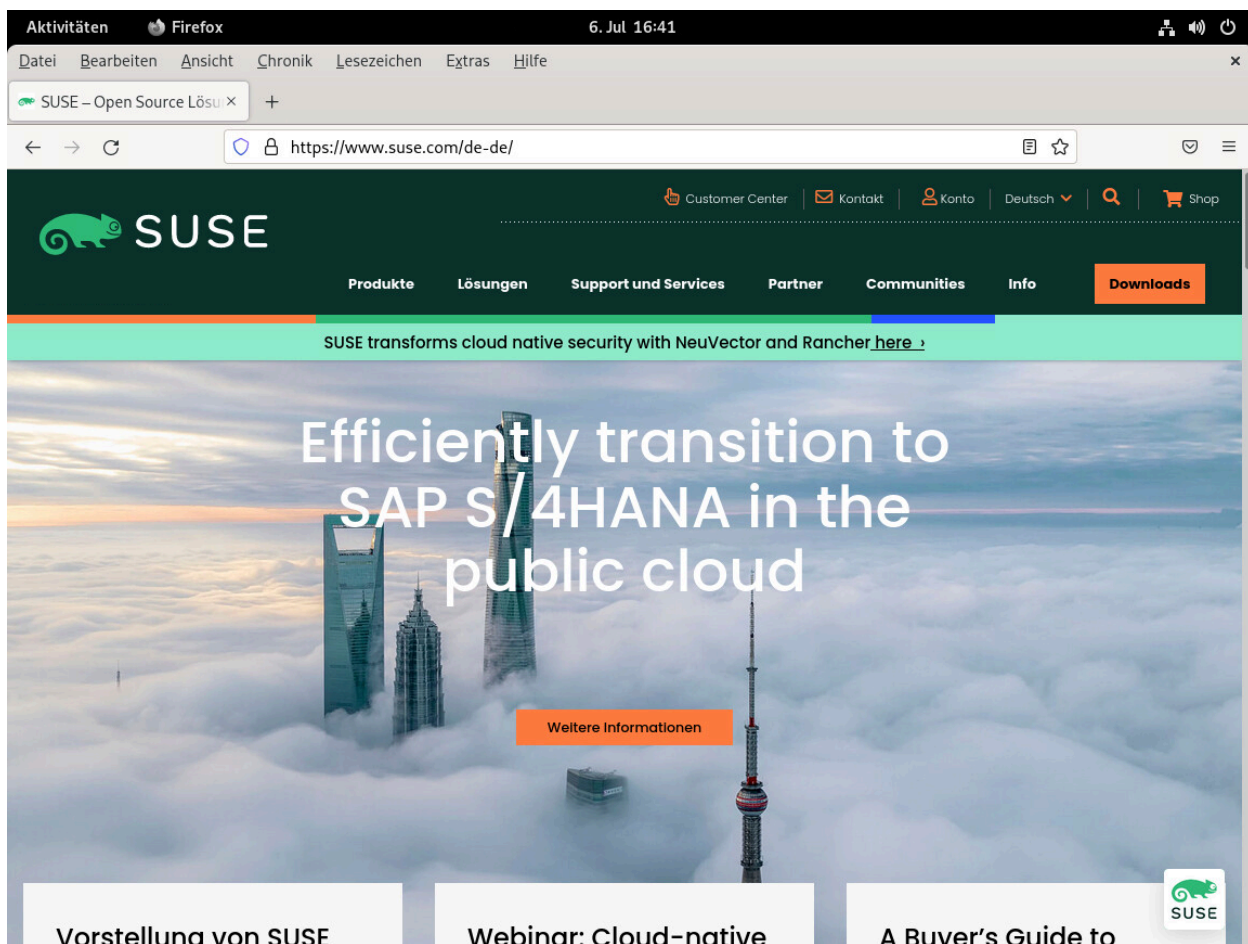 Aktivitäten Firefox 6. Jul 16:41
Datei Bearbeiten Ansicht Chronik Lesezeichen Extras Hilfe
SUSE – Open Source Lösu
https://www.suse.com/de-de/
Customer Center Kontakt Konto Deutsch Shop
SUSE
Produkte Lösungen Support und Services Partner Communities Info Downloads
SUSE transforms cloud native security with NeuVector and Rancher here ›
Efficiently transition to
SAP S/4HANA in the
public cloud
Weitere Informationen
SUSE
Vorstellung von SUSE Webinar: Cloud-native A Buyer's Guide to